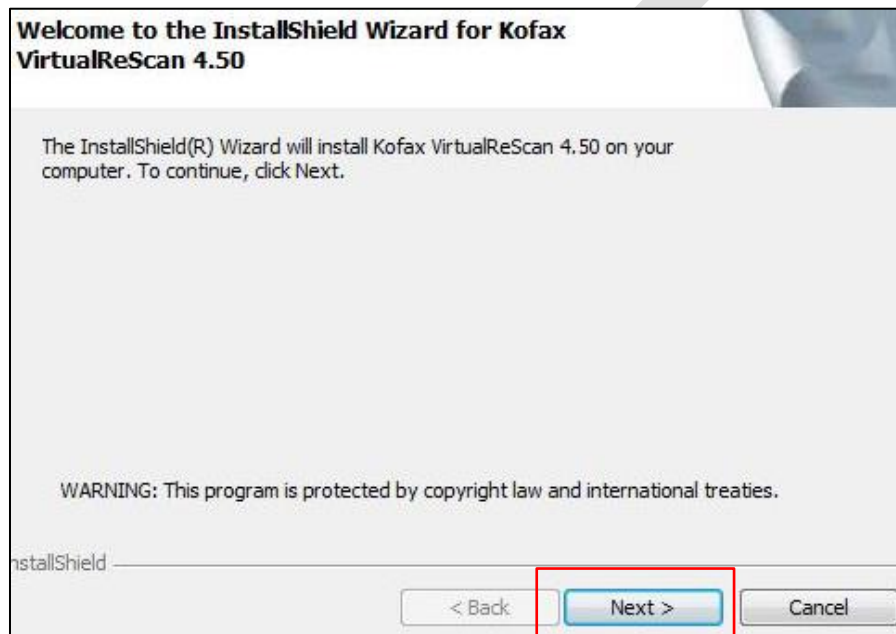 Welcome to the InstallShield Wizard for Kofax
VirtualReScan 4.50
The InstallShield(R) Wizard will install Kofax VirtualReScan 4.50 on your
computer. To continue, click Next.
WARNING: This program is protected by copyright law and international treaties.
nstallShield
< Back Next > Cancel